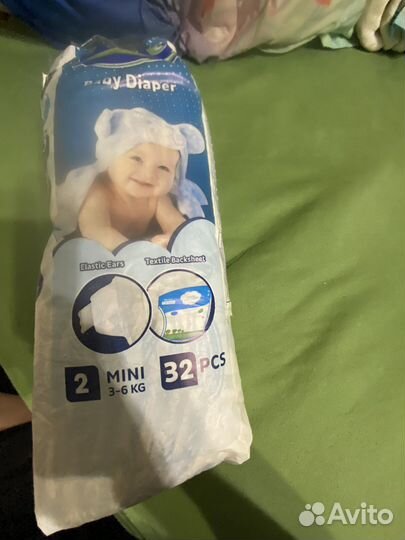 Baby Diaper
Elastic Ears
Textile Backsheet
2 MINI 32 PCS
3-6 KG
Avito